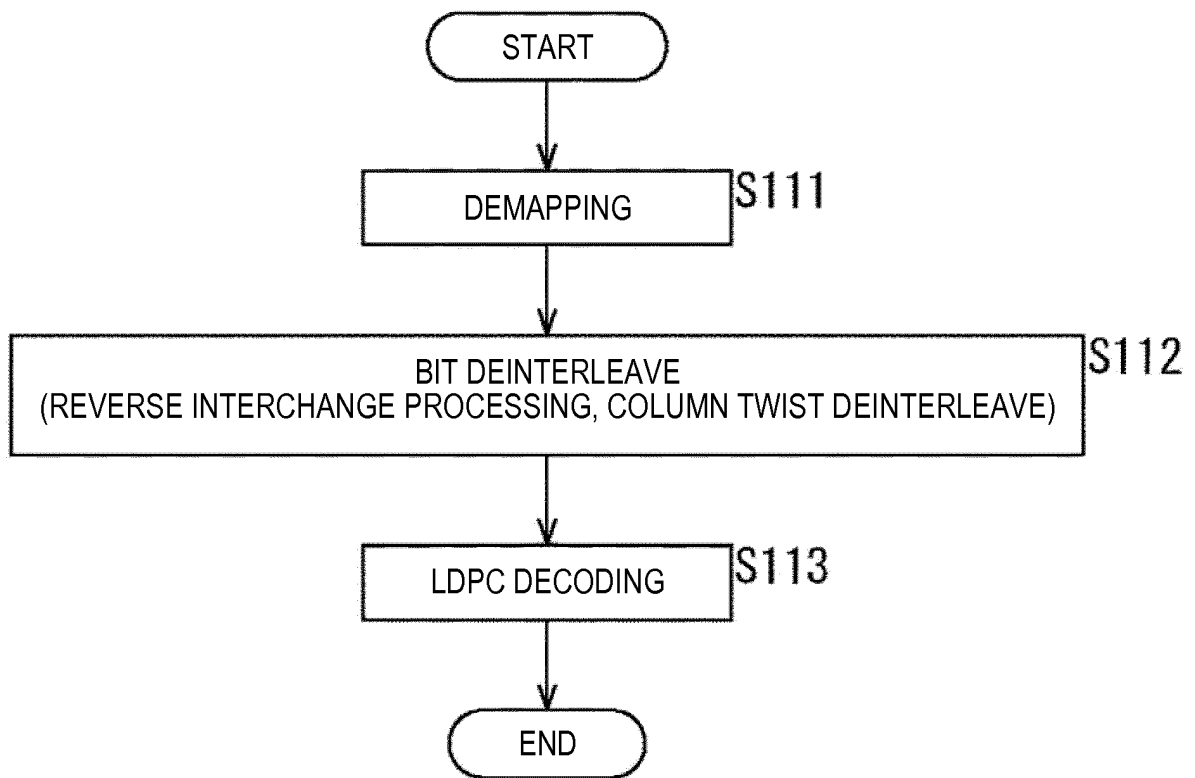 START
DEMAPPING
S111
BIT DEINTERLEAVE
(REVERSE INTERCHANGE PROCESSING, COLUMN TWIST DEINTERLEAVE)
S112
LDPC DECODING
S113
END